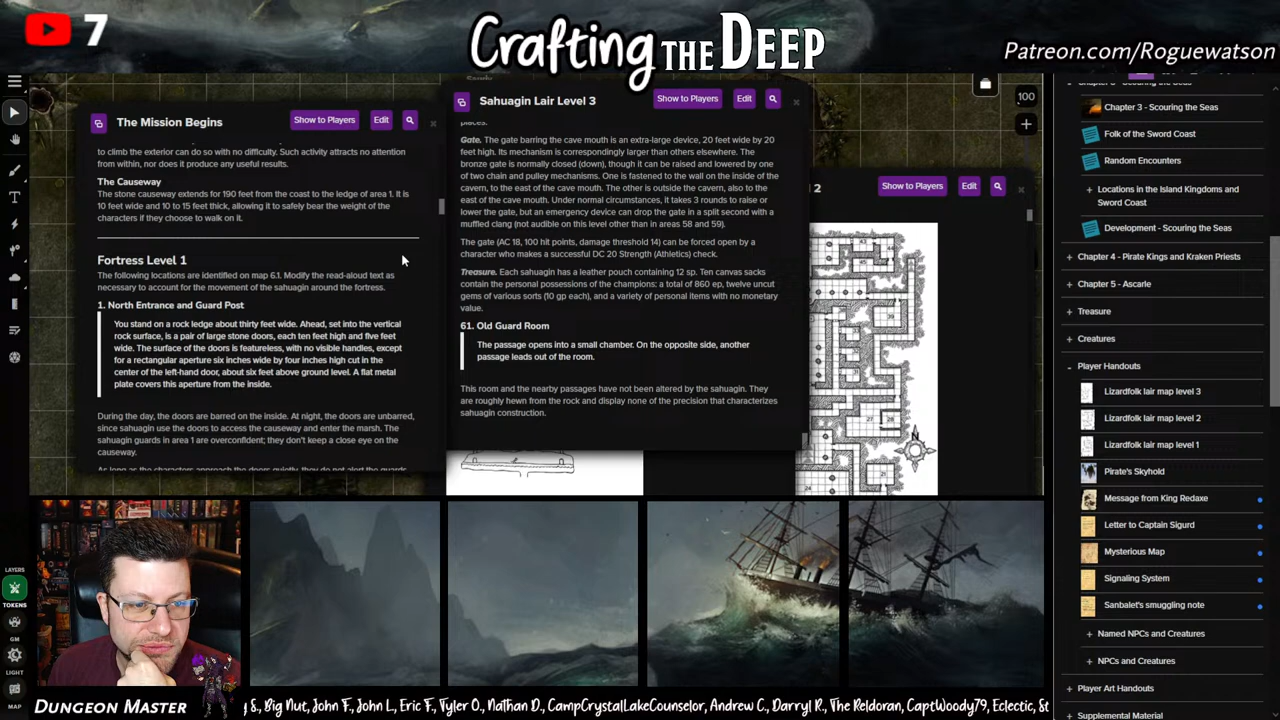 7
Crafting THE DEEP
Patreon.com/Roguewatson
The Mission Begins
Show to Players
Edit
to climb the exterior can do so with no difficulty. Such activity attracts no attention
from within, nor does it produce any useful results.
The Causeway
The stone causeway extends for 190 feet from the coast to the ledge of area 1. It is
10 feet wide and 10 to 15 feet thick, allowing it to safely bear the weight of the
characters if they choose to walk on it.
Fortress Level 1
The following locations are identified on map 6.1. Modify the read-aloud text as
necessary to account for the movement of the sahuagin around the fortress.
1. North Entrance and Guard Post
You stand on a rock ledge about thirty feet wide. Ahead, set into the vertical
rock surface, is a pair of large stone doors, each ten feet high and five feet
wide. The surface of the doors is featureless, with no visible handles, except
for a rectangular aperture six inches wide by four inches high cut in the
center of the left-hand door, about six feet above ground level. A flat metal
plate covers this aperture from the inside.
During the day, the doors are barred on the inside. At night, the doors are unbarred,
since sahuagin use the doors to access the causeway and enter the marsh. The
sahuagin guards in area 1 are overconfident; they don't keep a close eye on the
causeway.
As long as the characters approach the doors quietly, they do not alert the guards
Sahuagin Lair Level 3
Show to Players
Edit
places.
Gate. The gate barring the cave mouth is an extra-large device, 20 feet wide by 20
feet high. Its mechanism is correspondingly larger than others elsewhere. The
bronze gate is normally closed (down), though it can be raised and lowered by one
of two chain and pulley mechanisms. One is fastened to the wall on the inside of the
cavern, to the east of the cave mouth. The other is outside the cavern, also to the
east of the cave mouth. Under normal circumstances, it takes 3 rounds to raise or
lower the gate, but an emergency device can drop the gate in a split second with a
muffled clang (not audible on this level other than in areas 58 and 59).
The gate (AC 18, 100 hit points, damage threshold 14) can be forced open by a
character who makes a successful DC 20 Strength (Athletics) check.
Treasure. Each sahuagin has a leather pouch containing 12 sp. Ten canvas sacks
contain the personal possessions of the champions: a total of 860 ep, twelve uncut
gems of various sorts (10 gp each), and a variety of personal items with no monetary
value.
61. Old Guard Room
The passage opens into a small chamber. On the opposite side, another
passage leads out of the room.
This room and the nearby passages have not been altered by the sahuagin. They
are roughly hewn from the rock and display none of the precision that characterizes
sahuagin construction.
2
Show to Players
Edit
N
100
Chapter 3 - Scouring the Seas
Folk of the Sword Coast
Random Encounters
Locations in the Island Kingdoms and
Sword Coast
Development - Scouring the Seas
Chapter 4 - Pirate Kings and Kraken Priests
Chapter 5 - Ascarle
Treasure
Creatures
Player Handouts
Lizardfolk lair map level 3
Lizardfolk lair map level 2
Lizardfolk lair map level 1
Pirate's Skyhold
Message from King Redaxe
Letter to Captain Sigurd
Mysterious Map
Signaling System
Sanbalet's smuggling note
Named NPCs and Creatures
NPCs and Creatures
Player Art Handouts
Supplemental Material
LAYERS
TOKENS
GM
LIGHT
MAP
DUNGEON MASTER
S., Big Nut, John F., John L., Eric F., Tyler O., Nathan D., CampCrystalLakeCounselor, Andrew C., Darryl R., The Reldoran, CaptWoody79, Eclectic, St